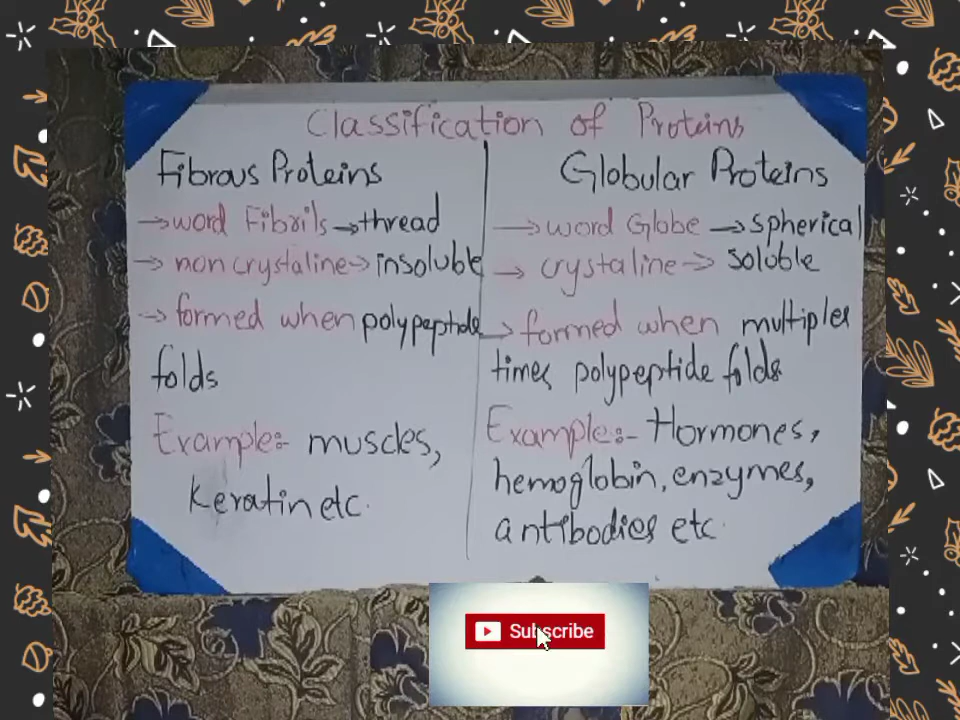 Classification of Proteins
Fibrous Proteins
→ word Fibrils → thread
→ non crystaline → insoluble
→ formed when polypeptide
folds
Example:- muscles,
Keratin etc.
Globular Proteins
→ word Globe → spherical
→ crystaline → soluble
→ formed when multiples
times polypeptide folds
Example:- Hormones,
hemoglobin, enzymes,
antibodies etc.
Subscribe